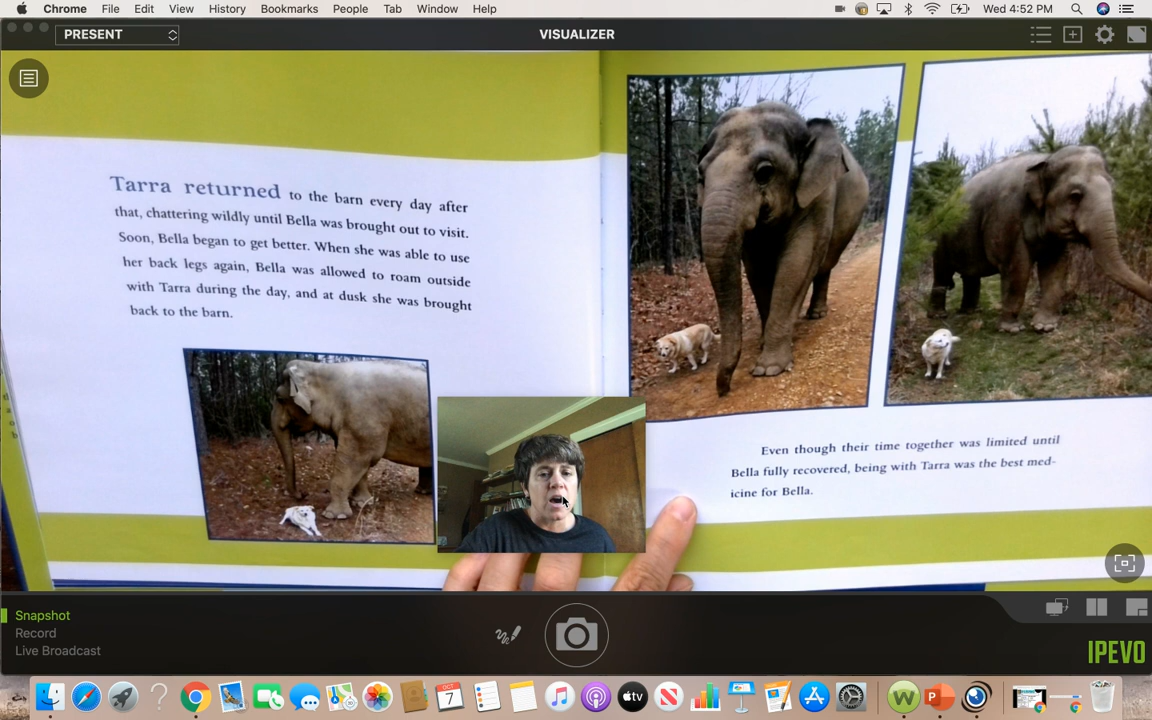 Chrome File Edit View History Bookmarks People Tab Window Help Wed 4:52 PM
PRESENT
VISUALIZER
Tarra returned to the barn every day after
that, chattering wildly until Bella was brought out to visit.
Soon, Bella began to get better. When she was able to use
her back legs again, Bella was allowed to roam outside
with Tarra during the day, and at dusk she was brought
back to the barn.
Even though their time together was limited until
Bella fully recovered, being with Tarra was the best med-
icine for Bella.
Snapshot
Record
Live Broadcast
IPEVO
OCT
7
tv